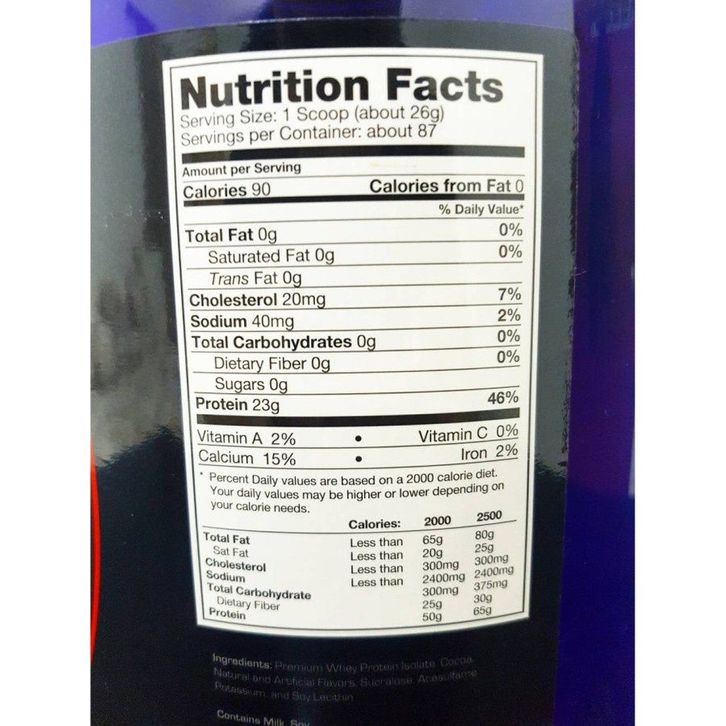 Nutrition Facts
Serving Size: 1 Scoop (about 26g)
Servings per Container: about 87
Amount per Serving
Calories 90 Calories from Fat 0
% Daily Value*
Total Fat 0g 0%
Saturated Fat 0g 0%
Trans Fat 0g
Cholesterol 20mg 7%
Sodium 40mg 2%
Total Carbohydrates 0g 0%
Dietary Fiber 0g 0%
Sugars 0g
Protein 23g 46%
Vitamin A 2% • Vitamin C 0%
Calcium 15% • Iron 2%
* Percent Daily values are based on a 2000 calorie diet.
Your daily values may be higher or lower depending on
your calorie needs.
Calories: 2000 2500
Total Fat Less than 65g 80g
Sat Fat Less than 20g 25g
Cholesterol Less than 300mg 300mg
Sodium Less than 2400mg 2400mg
Total Carbohydrate 300mg 375mg
Dietary Fiber 25g 30g
Protein 50g 65g
Ingredients: Premium Whey Protein Isolate, Cocoa,
Natural and Artificial Flavors, Sucralose, Acesulfame
Potassium, and Soy Lecithin
Contains Milk, Soy